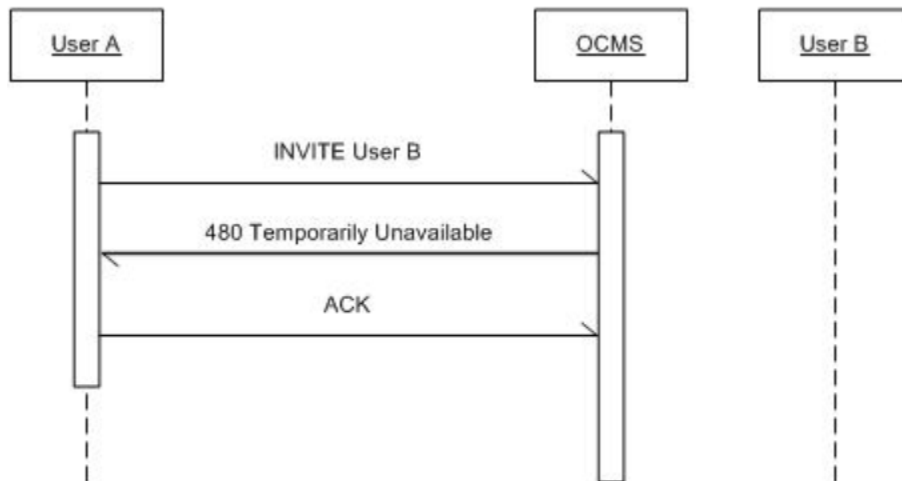 User A
OCMS
User B
INVITE User B
480 Temporarily Unavailable
ACK